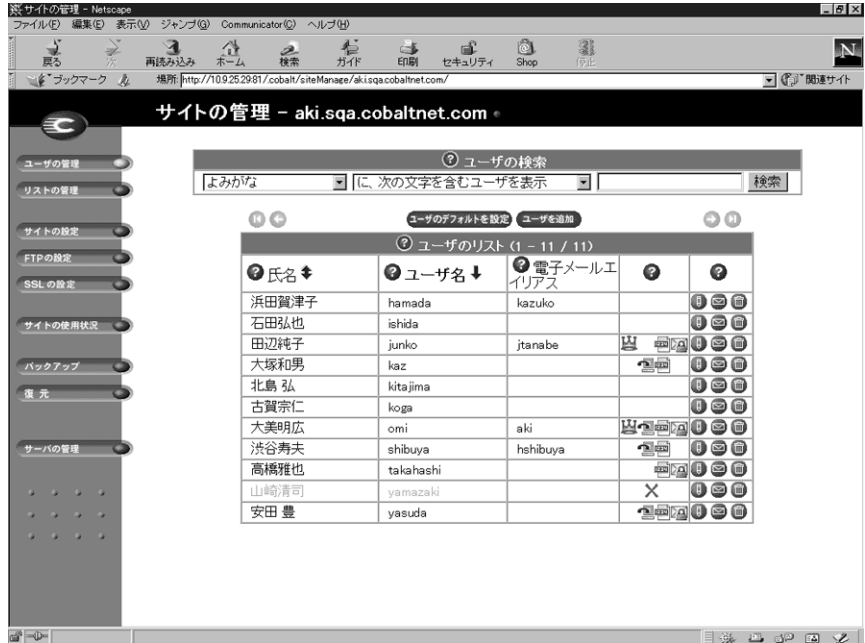 サイトの管理 - Netscape
ファイル(F) 編集(E) 表示(V) ジャンプ(G) Communicator(C) ヘルプ(H)
戻る 次 再読み込み ホーム 検索 ガイド 印刷 セキュリティ Shop 停止
ブックマーク 場所: http://10.9.25.29:81/.cobalt/siteManage/aki.sqa.cobaltnet.com/ 関連サイト
サイトの管理 - aki.sqa.cobaltnet.com
ユーザの管理
リストの管理
サイトの設定
FTPの設定
SSL の設定
サイトの使用状況
バックアップ
復 元
サーバの管理
ユーザの検索
よみがな に、次の文字を含むユーザを表示 検索
ユーザのデフォルトを設定 ユーザを追加
ユーザのリスト (1 - 11 / 11)
氏名 ユーザ名 電子メールエイリアス
浜田賀津子 hamada kazuko
石田弘也 ishida
田辺純子 junko jtanabe
大塚和男 kaz
北島 弘 kitajima
古賀宗仁 koga
大美明広 omi aki
渋谷寿夫 shibuya hshibuya
高橋雅也 takahashi
山崎清司 yamazaki
安田 豊 yasuda